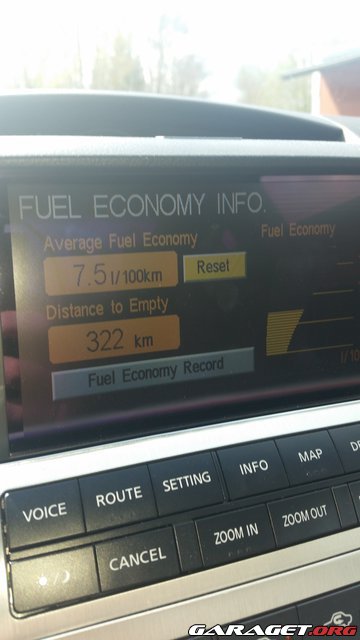 FUEL ECONOMY INFO.
Average Fuel Economy
Fuel Economy
7.5 l/100km
Reset
Distance to Empty
322 km
Fuel Economy Record
VOICE
ROUTE
SETTING
INFO
MAP
CANCEL
ZOOM IN
ZOOM OUT
GARAGET.ORG